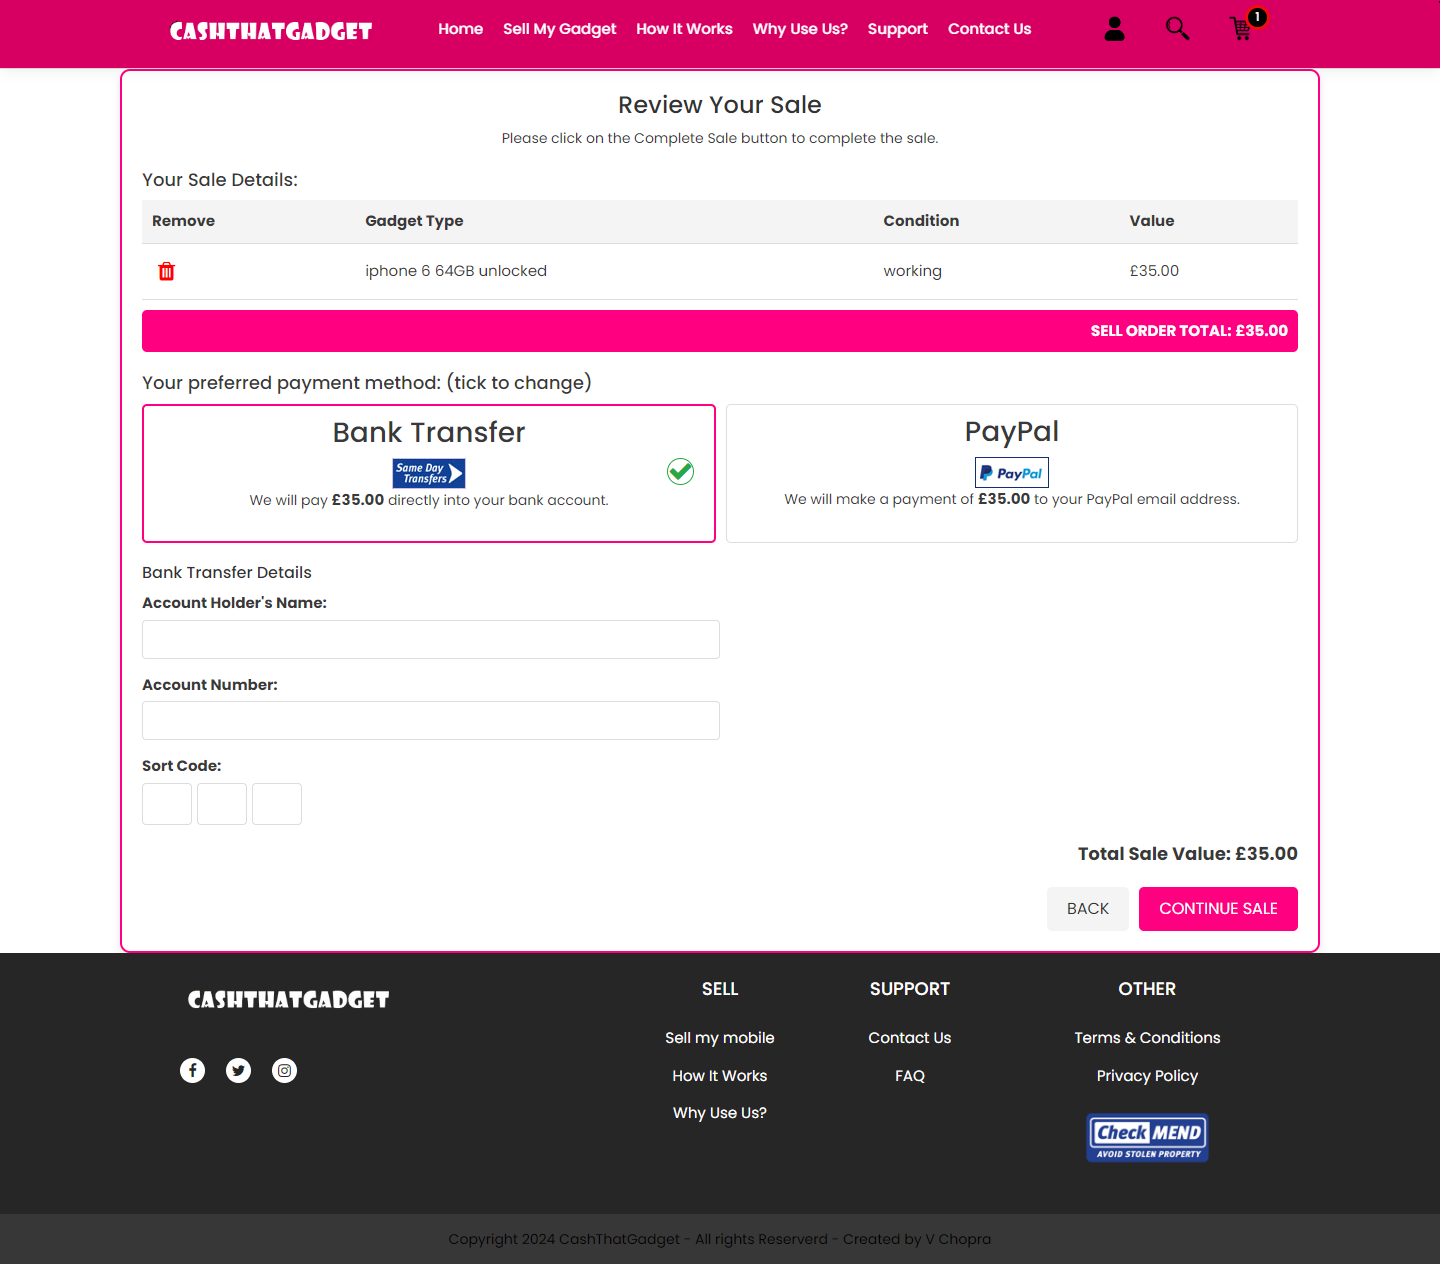 CASHTHATGADGET
Home Sell My Gadget How It Works Why Use Us? Support Contact Us
1
Review Your Sale
Please click on the Complete Sale button to complete the sale.
Your Sale Details:
Remove Gadget Type Condition Value
iphone 6 64GB unlocked working £35.00
SELL ORDER TOTAL: £35.00
Your preferred payment method: (tick to change)
Bank Transfer
Same Day
Transfers
We will pay £35.00 directly into your bank account.
PayPal
PayPal
We will make a payment of £35.00 to your PayPal email address.
Bank Transfer Details
Account Holder's Name:
Account Number:
Sort Code:
Total Sale Value: £35.00
BACK CONTINUE SALE
CASHTHATGADGET
SELL
Sell my mobile
How It Works
Why Use Us?
SUPPORT
Contact Us
FAQ
OTHER
Terms & Conditions
Privacy Policy
Check MEND
AVOID STOLEN PROPERTY
Copyright 2024 CashThatGadget - All rights Reserverd - Created by V Chopra